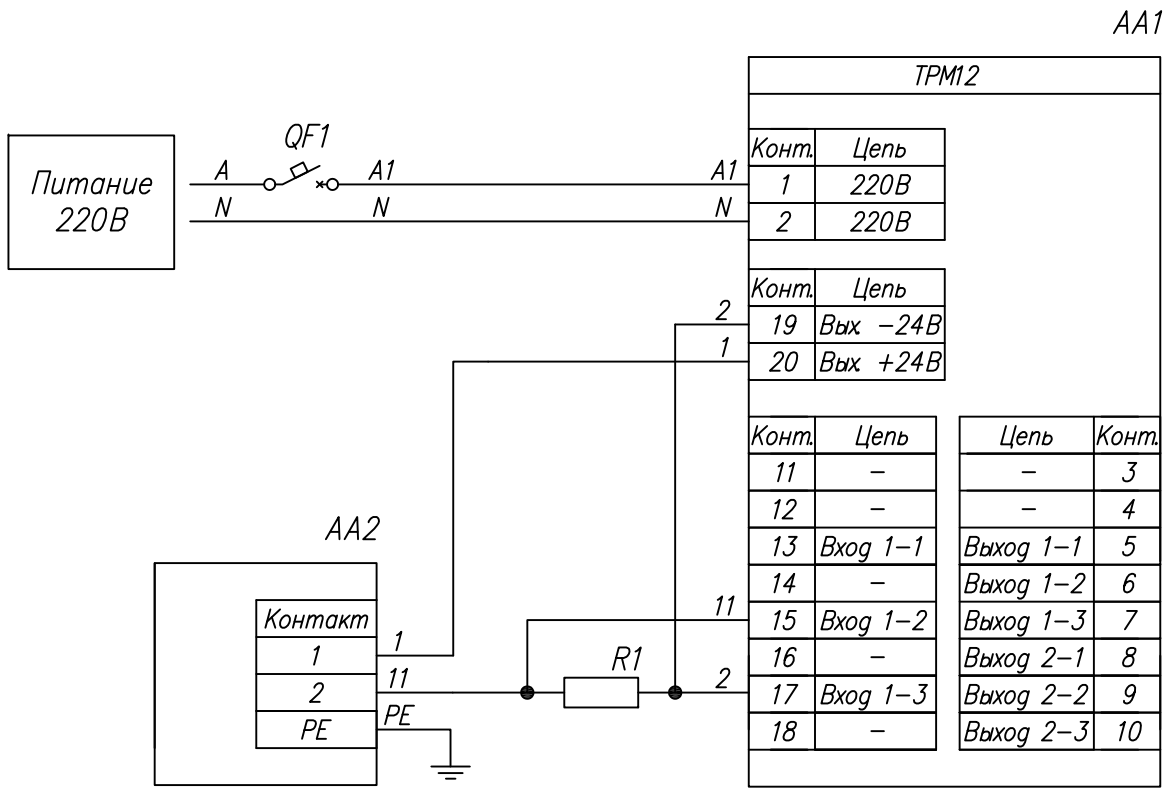 AA1
ТРМ12
QF1
Питание
220В
A
A1
A1
N
N
N
Конт.
Цепь
1
220В
2
220В
Конт.
Цепь
2
19
Вых. -24В
1
20
Вых. +24В
Конт.
Цепь
Цепь
Конт.
11
-
-
3
12
-
-
4
13
Вход 1-1
Выход 1-1
5
14
-
Выход 1-2
6
11
15
Вход 1-2
Выход 1-3
7
16
-
Выход 2-1
8
2
17
Вход 1-3
Выход 2-2
9
18
-
Выход 2-3
10
AA2
Контакт
1
1
2
11
PE
PE
R1